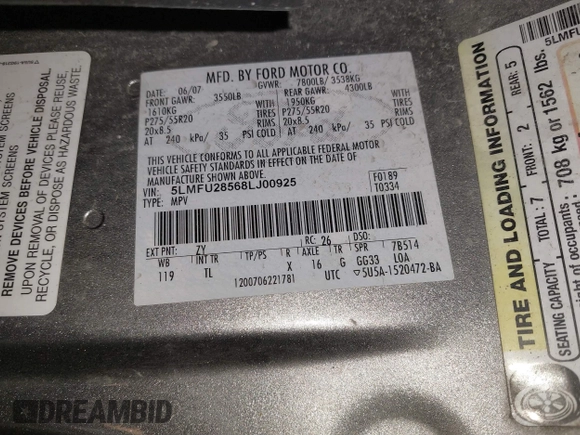 SYSTEM SCREENS
REMOVE DEVICES BEFORE VEHICLE DISPOSAL
UPON REMOVAL OF DEVICES PLEASE REUSE,
RECYCLE, OR DISPOSE AS HAZARDOUS WASTE.
MFD. BY FORD MOTOR CO.
DATE: 06/07 GVWR: 7800LB/ 3538KG
FRONT GAWR: 3550LB REAR GAWR: 4300LB
1610KG 1950KG
P275/55R20 TIRES P275/55R20 TIRES
20x8.5 RIMS 20x8.5 RIMS
AT 240 kPa/ 35 PSI COLD AT 240 kPa/ 35 PSI COLD
THIS VEHICLE CONFORMS TO ALL APPLICABLE FEDERAL MOTOR
VEHICLE SAFETY STANDARDS IN EFFECT ON THE DATE OF
MANUFACTURE SHOWN ABOVE.
VIN: 5LMFU28568LJ00925 F0189
TYPE: MPV T0334
EXT PNT: ZY RC: 26 DSO:
WB INT TR TP/PS R AXLE TR SPR 7B514
119 TL X 16 G GG33 LOA
1200706221781 UTC ▽5U5A-1520472-BA
5LMFU
TIRE AND LOADING INFORMATION
SEATING CAPACITY TOTAL: 7 FRONT: 2 REAR: 5
occupants: 708 kg or 1562 lbs.
DREAMBID